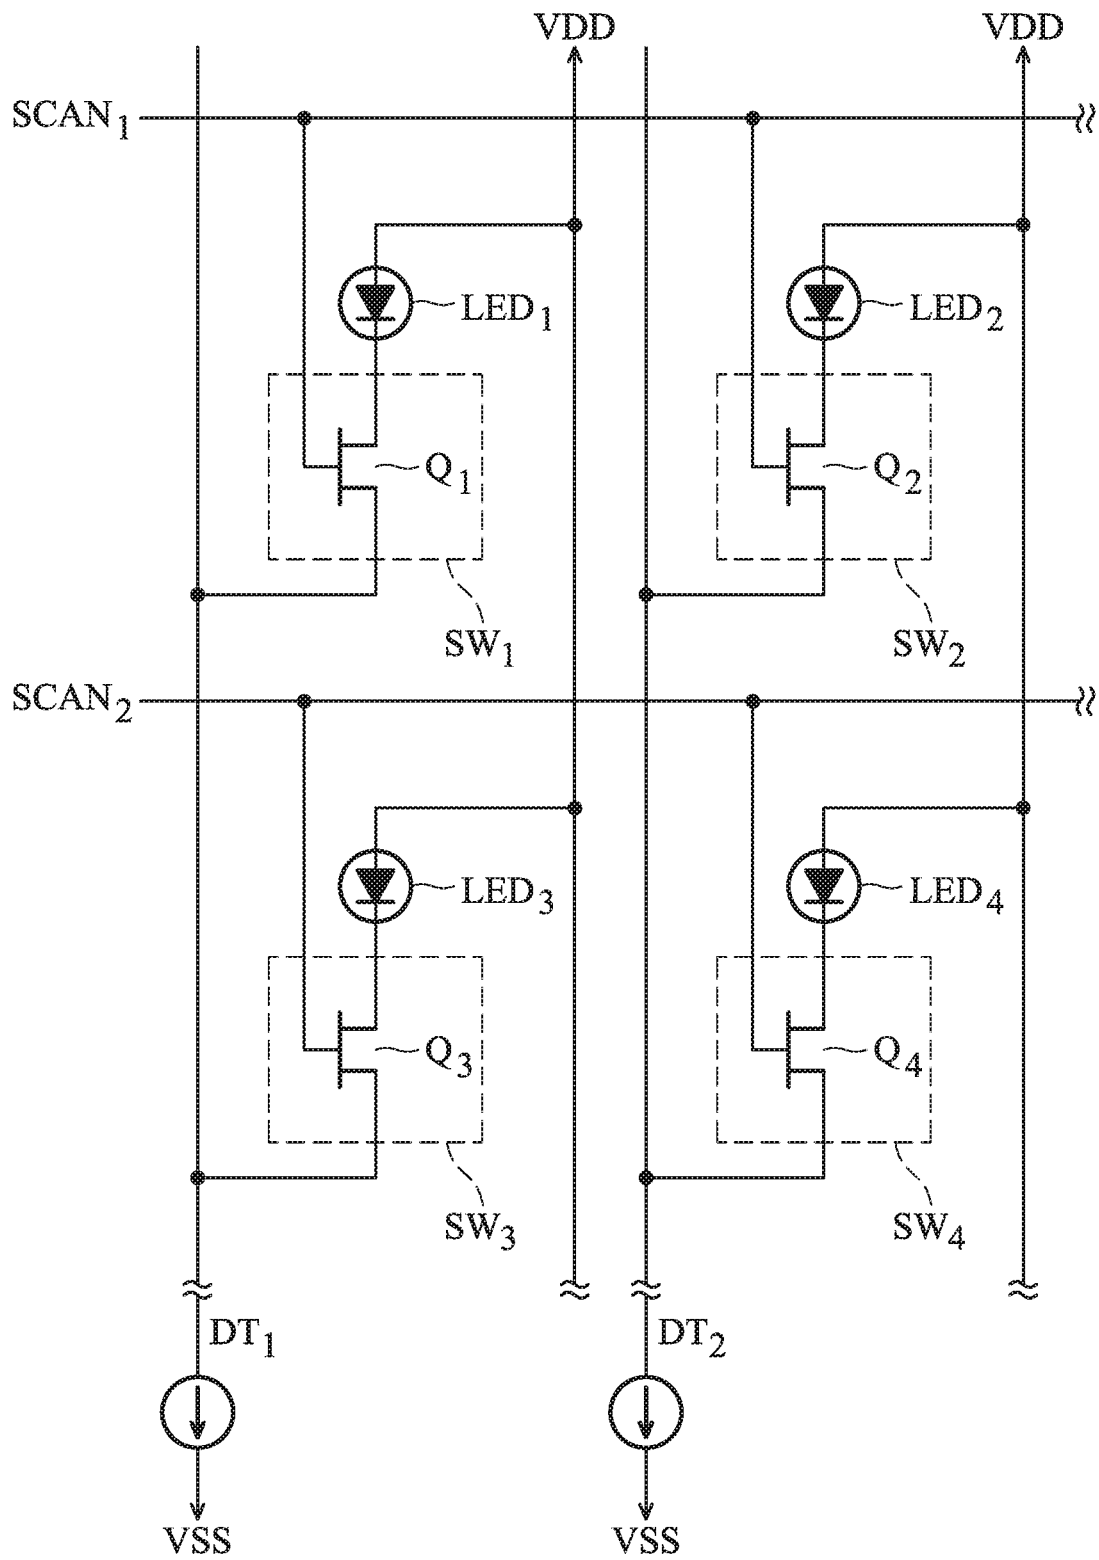 VDD VDD
SCAN1
LED1 LED2
Q1 Q2
SW1 SW2
SCAN2
LED3 LED4
Q3 Q4
SW3 SW4
DT1 DT2
VSS VSS